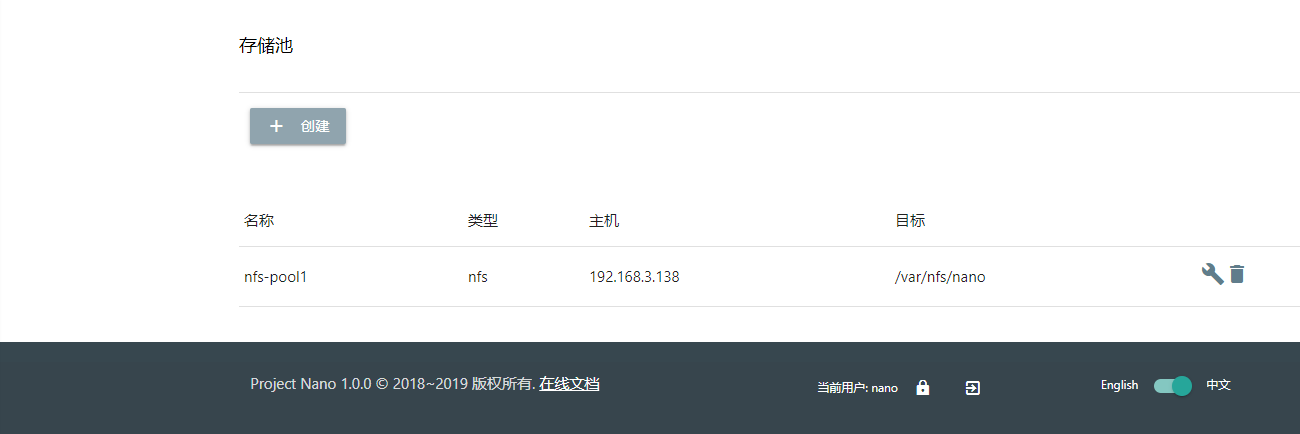 存储池
创建
名称 类型 主机 目标
nfs-pool1 nfs 192.168.3.138 /var/nfs/nano
Project Nano 1.0.0 © 2018~2019 版权所有. 在线文档 当前用户: nano English 中文